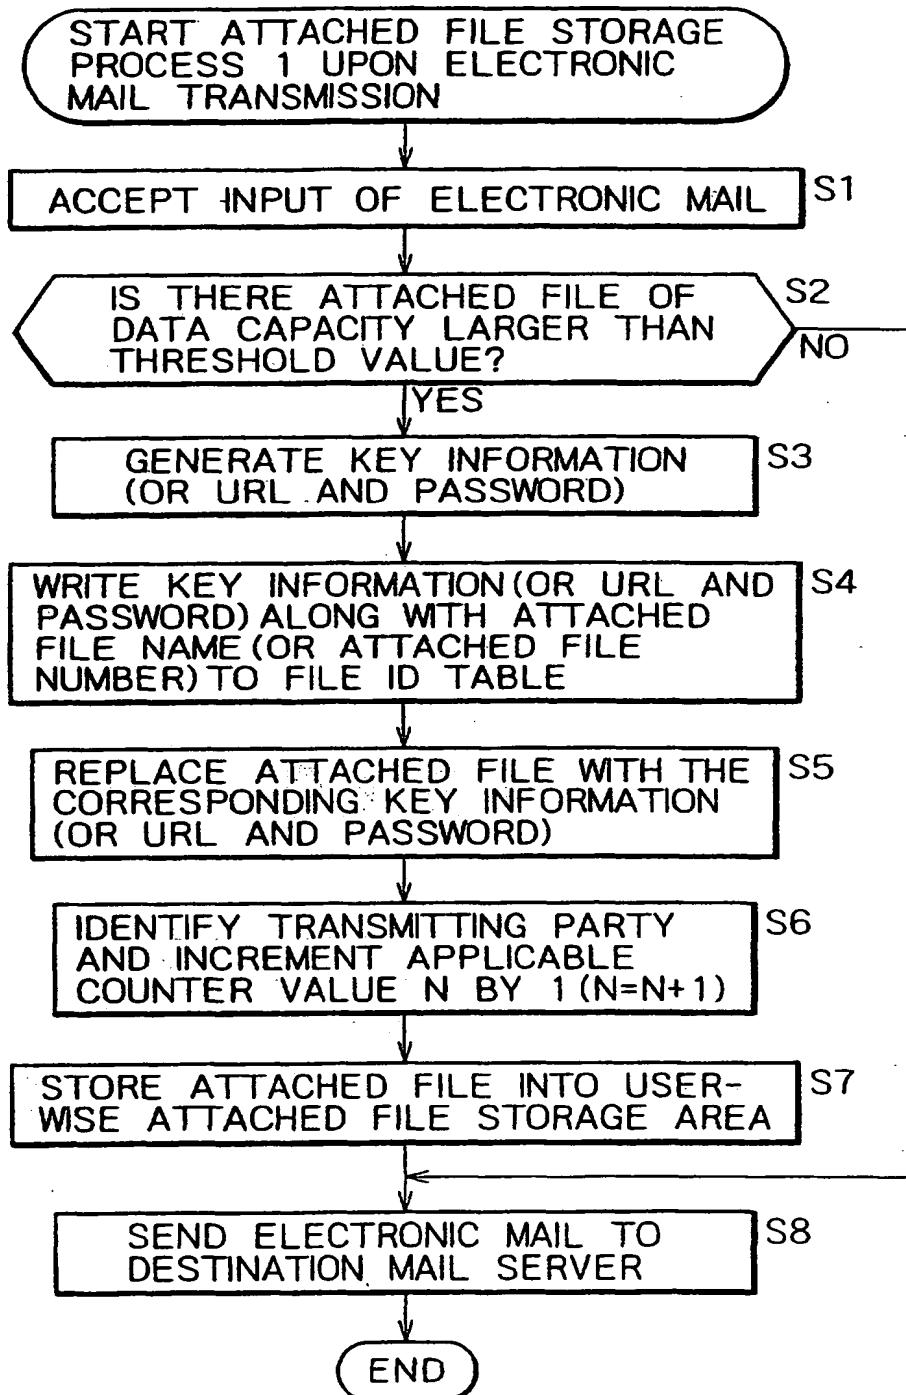 START ATTACHED FILE STORAGE
PROCESS 1 UPON ELECTRONIC
MAIL TRANSMISSION
ACCEPT INPUT OF ELECTRONIC MAIL
S1
IS THERE ATTACHED FILE OF
DATA CAPACITY LARGER THAN
THRESHOLD VALUE?
S2
NO
YES
GENERATE KEY INFORMATION
(OR URL AND PASSWORD)
S3
WRITE KEY INFORMATION(OR URL AND
PASSWORD)ALONG WITH ATTACHED
FILE NAME(OR ATTACHED FILE
NUMBER)TO FILE ID TABLE
S4
REPLACE ATTACHED FILE WITH THE
CORRESPONDING KEY INFORMATION
(OR URL AND PASSWORD)
S5
IDENTIFY TRANSMITTING PARTY
AND INCREMENT APPLICABLE
COUNTER VALUE N BY 1(N=N+1)
S6
STORE ATTACHED FILE INTO USER-
WISE ATTACHED FILE STORAGE AREA
S7
SEND ELECTRONIC MAIL TO
DESTINATION MAIL SERVER
S8
END